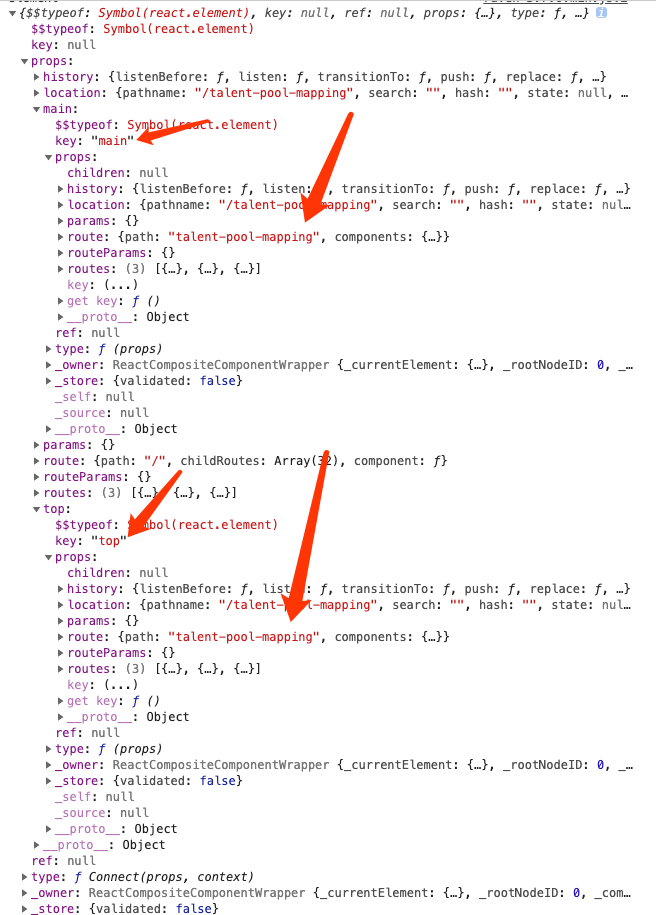 {$$typeof: Symbol(react.element), key: null, ref: null, props: {…}, type: ƒ, …}
$$typeof: Symbol(react.element)
key: null
props:
history: {listenBefore: ƒ, listen: ƒ, transitionTo: ƒ, push: ƒ, replace: ƒ, …}
location: {pathname: "/talent-pool-mapping", search: "", hash: "", state: null, …
main:
$$typeof: Symbol(react.element)
key: "main"
props:
children: null
history: {listenBefore: ƒ, listen: ƒ, transitionTo: ƒ, push: ƒ, replace: ƒ, …}
location: {pathname: "/talent-pool-mapping", search: "", hash: "", state: nul…
params: {}
route: {path: "talent-pool-mapping", components: {…}}
routeParams: {}
routes: (3) [{…}, {…}, {…}]
key: (...)
get key: ƒ ()
__proto__: Object
ref: null
type: ƒ (props)
_owner: ReactCompositeComponentWrapper {_currentElement: {…}, _rootNodeID: 0, _…
_store: {validated: false}
_self: null
_source: null
__proto__: Object
params: {}
route: {path: "/", childRoutes: Array(32), component: ƒ}
routeParams: {}
routes: (3) [{…}, {…}, {…}]
top:
$$typeof: Symbol(react.element)
key: "top"
props:
children: null
history: {listenBefore: ƒ, listen: ƒ, transitionTo: ƒ, push: ƒ, replace: ƒ, …}
location: {pathname: "/talent-pool-mapping", search: "", hash: "", state: nul…
params: {}
route: {path: "talent-pool-mapping", components: {…}}
routeParams: {}
routes: (3) [{…}, {…}, {…}]
key: (...)
get key: ƒ ()
__proto__: Object
ref: null
type: ƒ (props)
_owner: ReactCompositeComponentWrapper {_currentElement: {…}, _rootNodeID: 0, _…
_store: {validated: false}
_self: null
_source: null
__proto__: Object
__proto__: Object
ref: null
type: ƒ Connect(props, context)
_owner: ReactCompositeComponentWrapper {_currentElement: {…}, _rootNodeID: 0, _com…
_store: {validated: false}